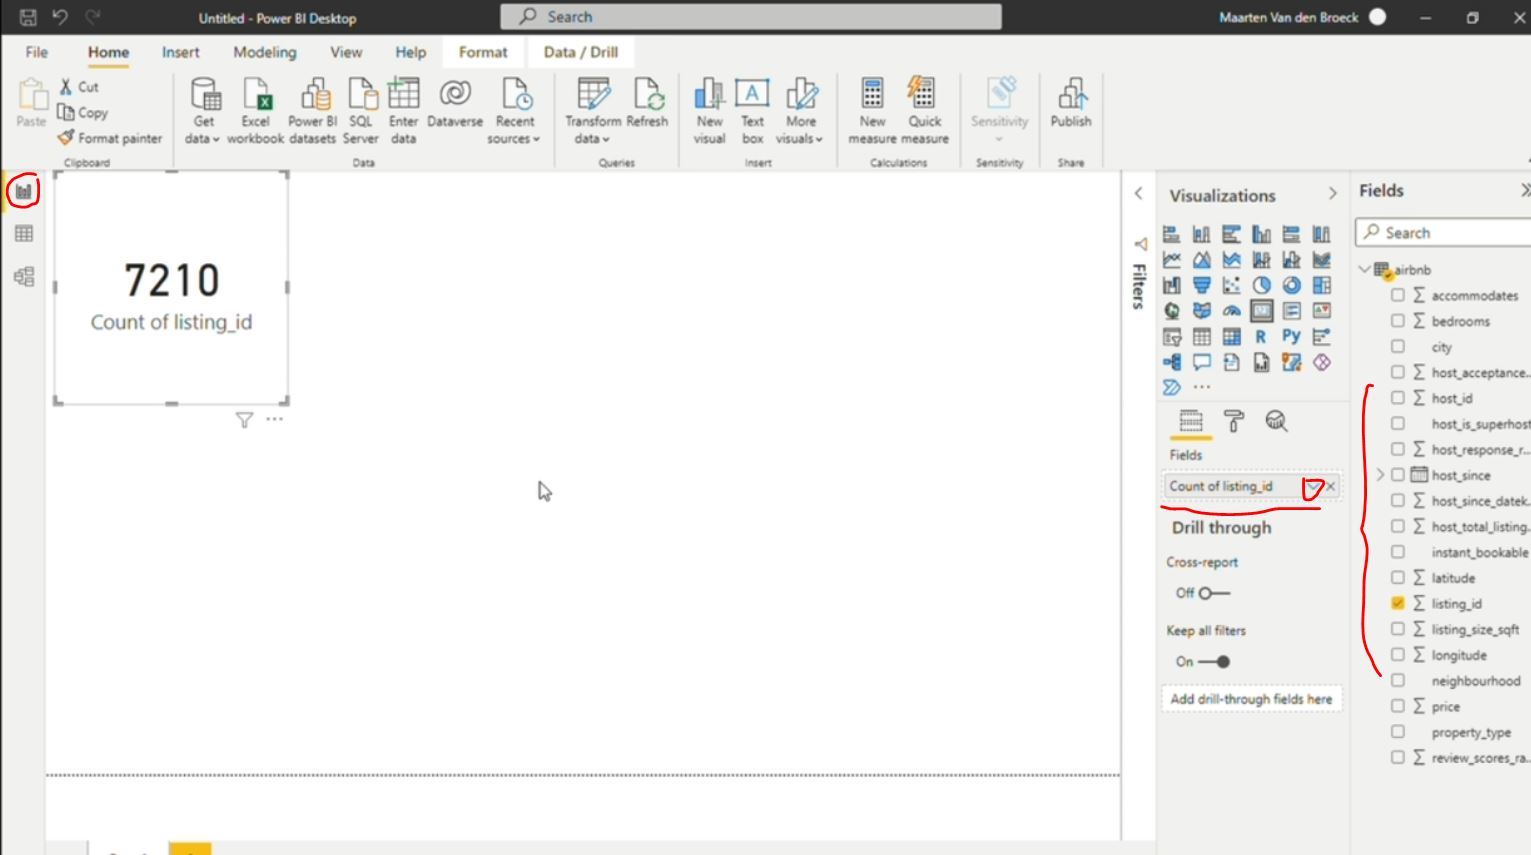 Untitled - Power BI Desktop
Search
Maarten Van den Broeck
File Home Insert Modeling View Help Format Data / Drill
Paste
Cut
Copy
Format painter
Clipboard
Get data
Excel workbook
Power BI datasets
SQL Server
Enter data
Dataverse
Recent sources
Data
Transform data
Refresh
Queries
New visual
Text box
More visuals
Insert
New measure
Quick measure
Calculations
Sensitivity
Sensitivity
Publish
Share
7210
Count of listing_id
Filters
Visualizations
R Py
Fields
Count of listing_id
Drill through
Cross-report
Off
Keep all filters
On
Add drill-through fields here
Fields
Search
airbnb
accommodates
bedrooms
city
host_acceptance...
host_id
host_is_superhost
host_response_r...
host_since
host_since_datek...
host_total_listing...
instant_bookable
latitude
listing_id
listing_size_sqft
longitude
neighbourhood
price
property_type
review_scores_ra...